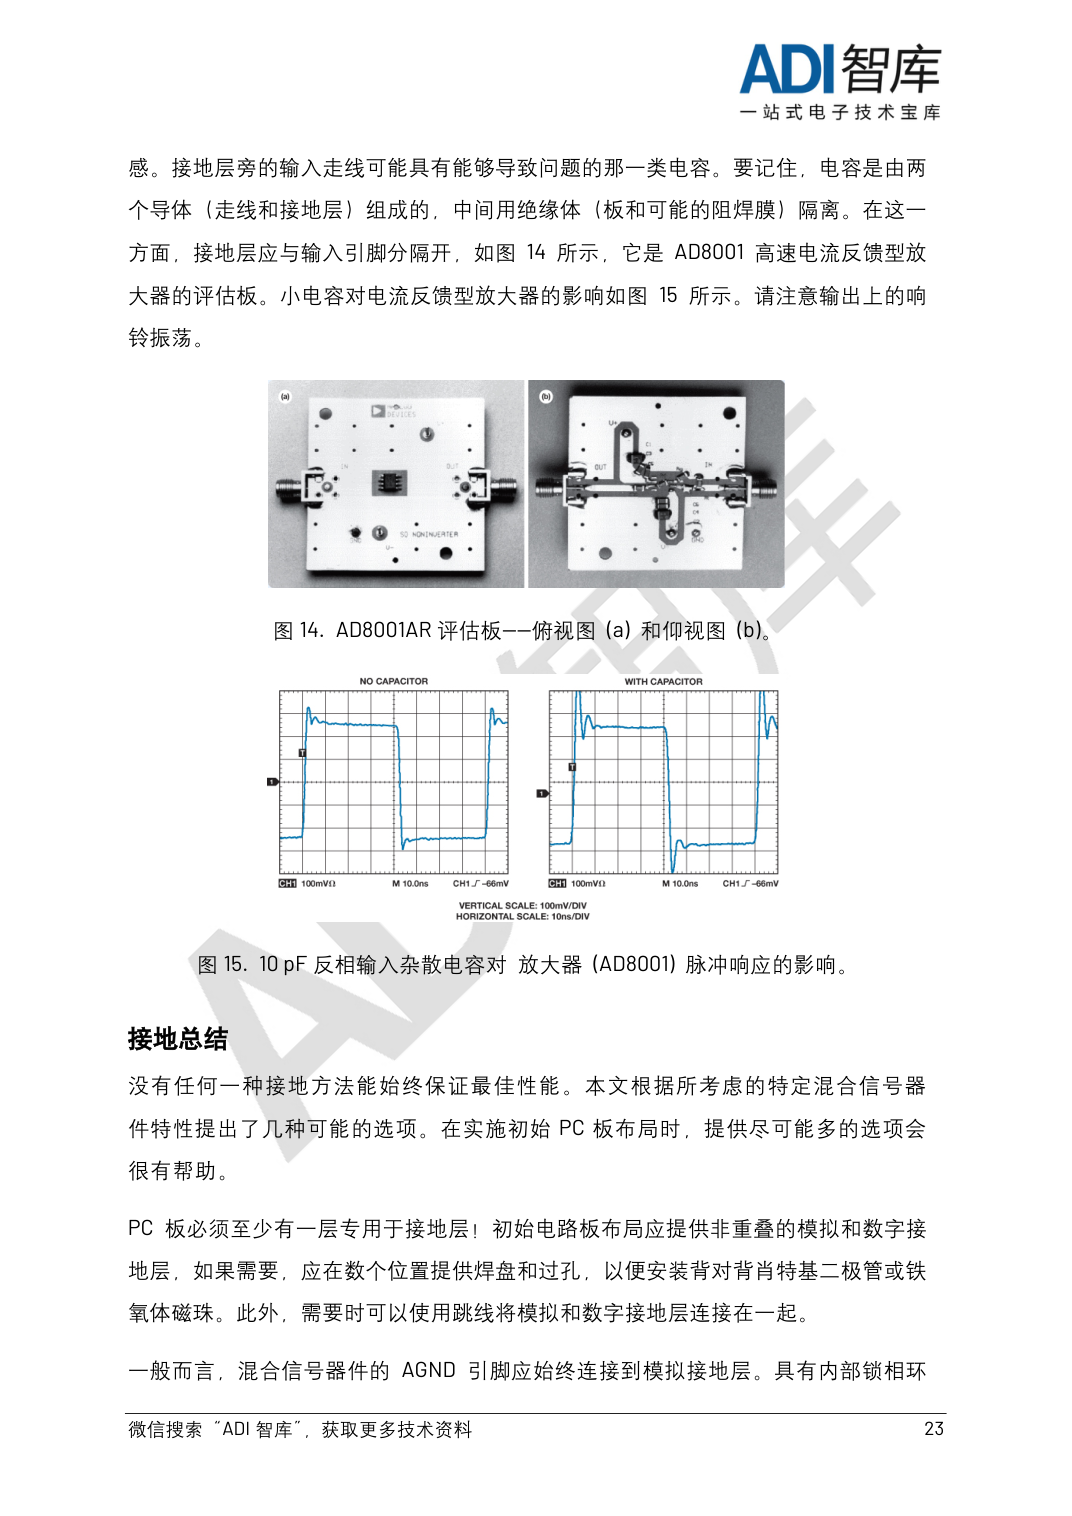 ADI智库
一站式电子技术宝库
感。接地层旁的输入走线可能具有能够导致问题的那一类电容。要记住，电容是由两
个导体（走线和接地层）组成的，中间用绝缘体（板和可能的阻焊膜）隔离。在这一
方面，接地层应与输入引脚分隔开，如图 14 所示，它是 AD8001 高速电流反馈型放
大器的评估板。小电容对电流反馈型放大器的影响如图 15 所示。请注意输出上的响
铃振荡。
(a)
DEVICES
IN
OUT
SO NONINVERTER
V-
(b)
V+
OUT
IN
GND
图 14. AD8001AR 评估板——俯视图 (a) 和仰视图 (b)。
NO CAPACITOR
WITH CAPACITOR
T
1
T
1
CH1 100mVΩ M 10.0ns CH1 –66mV
CH1 100mVΩ M 10.0ns CH1 –66mV
VERTICAL SCALE: 100mV/DIV
HORIZONTAL SCALE: 10ns/DIV
图 15. 10 pF 反相输入杂散电容对 放大器 (AD8001) 脉冲响应的影响。
接地总结
没有任何一种接地方法能始终保证最佳性能。本文根据所考虑的特定混合信号器
件特性提出了几种可能的选项。在实施初始 PC 板布局时，提供尽可能多的选项会
很有帮助。
PC 板必须至少有一层专用于接地层！初始电路板布局应提供非重叠的模拟和数字接
地层，如果需要，应在数个位置提供焊盘和过孔，以便安装背对背肖特基二极管或铁
氧体磁珠。此外，需要时可以使用跳线将模拟和数字接地层连接在一起。
一般而言，混合信号器件的 AGND 引脚应始终连接到模拟接地层。具有内部锁相环
微信搜索“ADI 智库”，获取更多技术资料 23